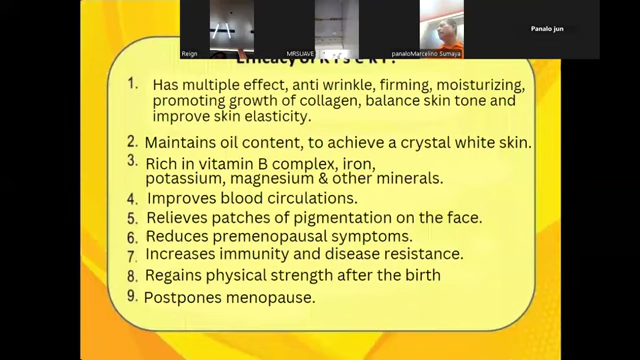 Reign
MRSUAVE
panaloMarcelino Sumaya
Panalo jun
Efficacy of
1. Has multiple effect, anti wrinkle, firming, moisturizing,
promoting growth of collagen, balance skin tone and
improve skin elasticity.
2. Maintains oil content, to achieve a crystal white skin.
3. Rich in vitamin B complex, iron,
potassium, magnesium & other minerals.
4. Improves blood circulations.
5. Relieves patches of pigmentation on the face.
6. Reduces premenopausal symptoms.
7. Increases immunity and disease resistance.
8. Regains physical strength after the birth
9. Postpones menopause.